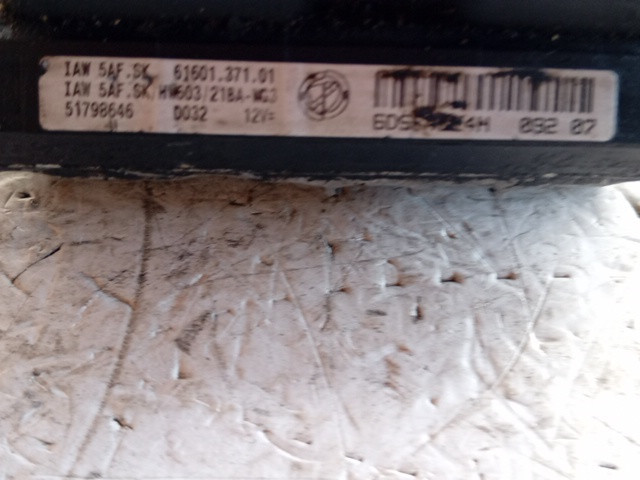 IAW 5AF.SK 61601.371.01
IAW 5AF.SK HW603/218A-WG3
51798646 D032 12V=
092 07